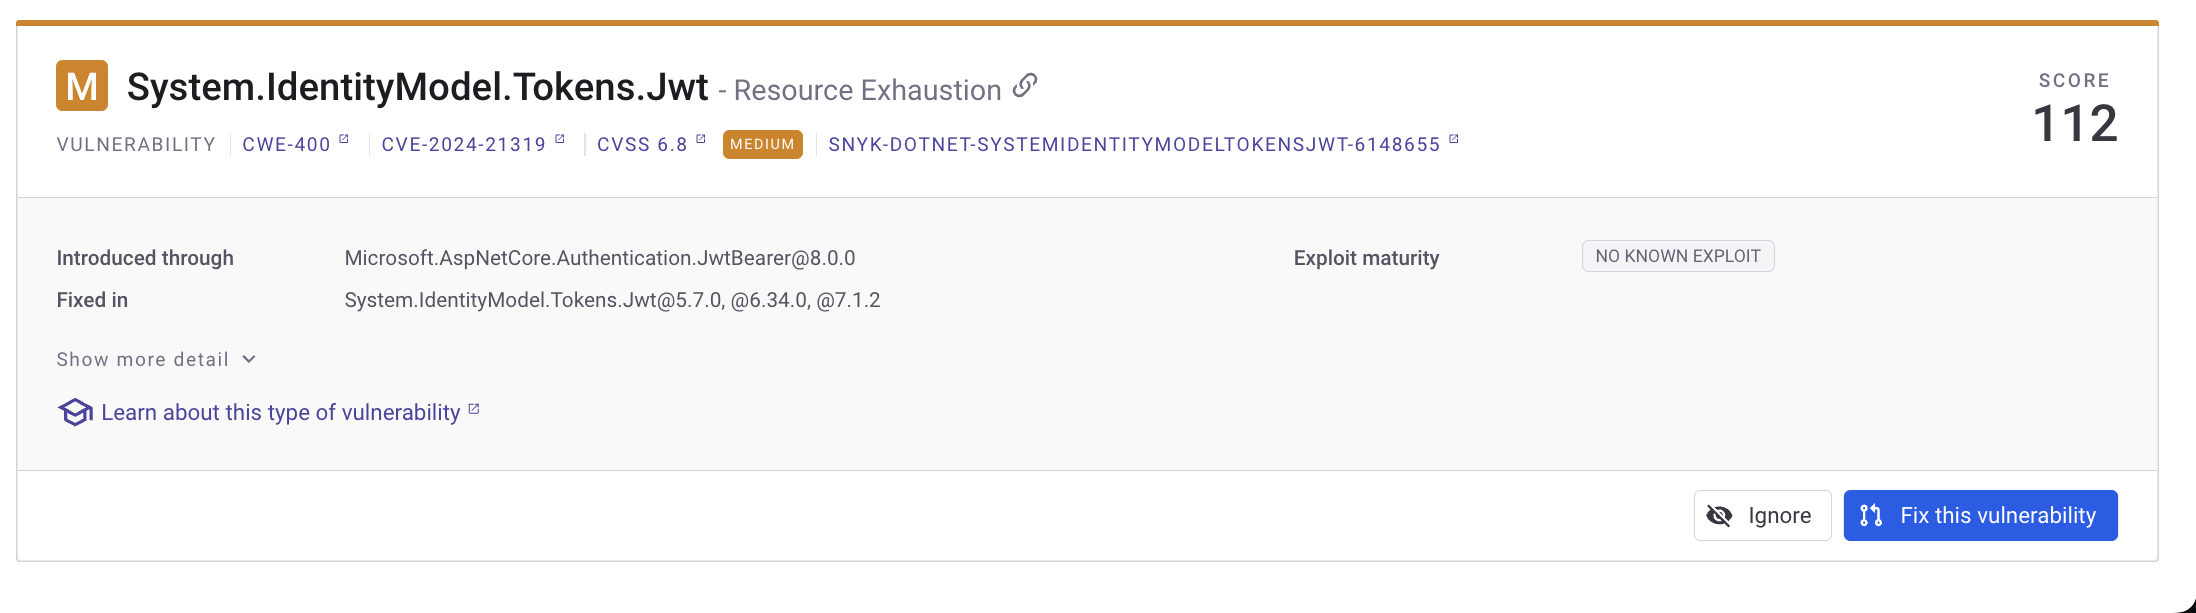 M System.IdentityModel.Tokens.Jwt - Resource Exhaustion
SCORE
112
VULNERABILITY CWE-400 CVE-2024-21319 CVSS 6.8 MEDIUM SNYK-DOTNET-SYSTEMIDENTITYMODELTOKENSJWT-6148655
Introduced through Microsoft.AspNetCore.Authentication.JwtBearer@8.0.0 Exploit maturity NO KNOWN EXPLOIT
Fixed in System.IdentityModel.Tokens.Jwt@5.7.0, @6.34.0, @7.1.2
Show more detail
Learn about this type of vulnerability
Ignore Fix this vulnerability